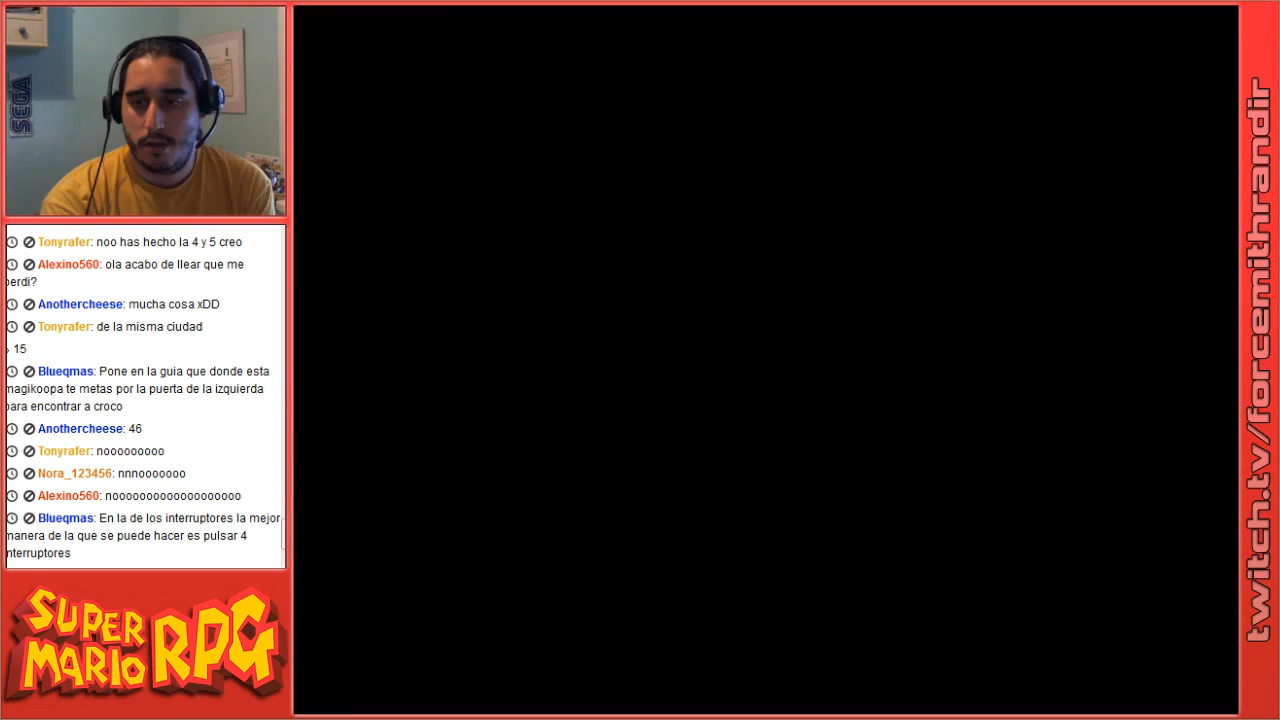 SEGA
Tonyrafer: noo has hecho la 4 y 5 creo
Alexino560: ola acabo de llear que me
perdi?
Anothercheese: mucha cosa xDD
Tonyrafer: de la misma ciudad
15
Blueqmas: Pone en la guia que donde esta
magikoopa te metas por la puerta de la izquierda
para encontrar a croco
Anothercheese: 46
Tonyrafer: nooooooooo
Nora_123456: nnnooooooo
Alexino560: nooooooooooooooooooo
Blueqmas: En la de los interruptores la mejor
manera de la que se puede hacer es pulsar 4
nterruptores
SUPER
MARIO RPG
twitch.tv/forcemithrandir